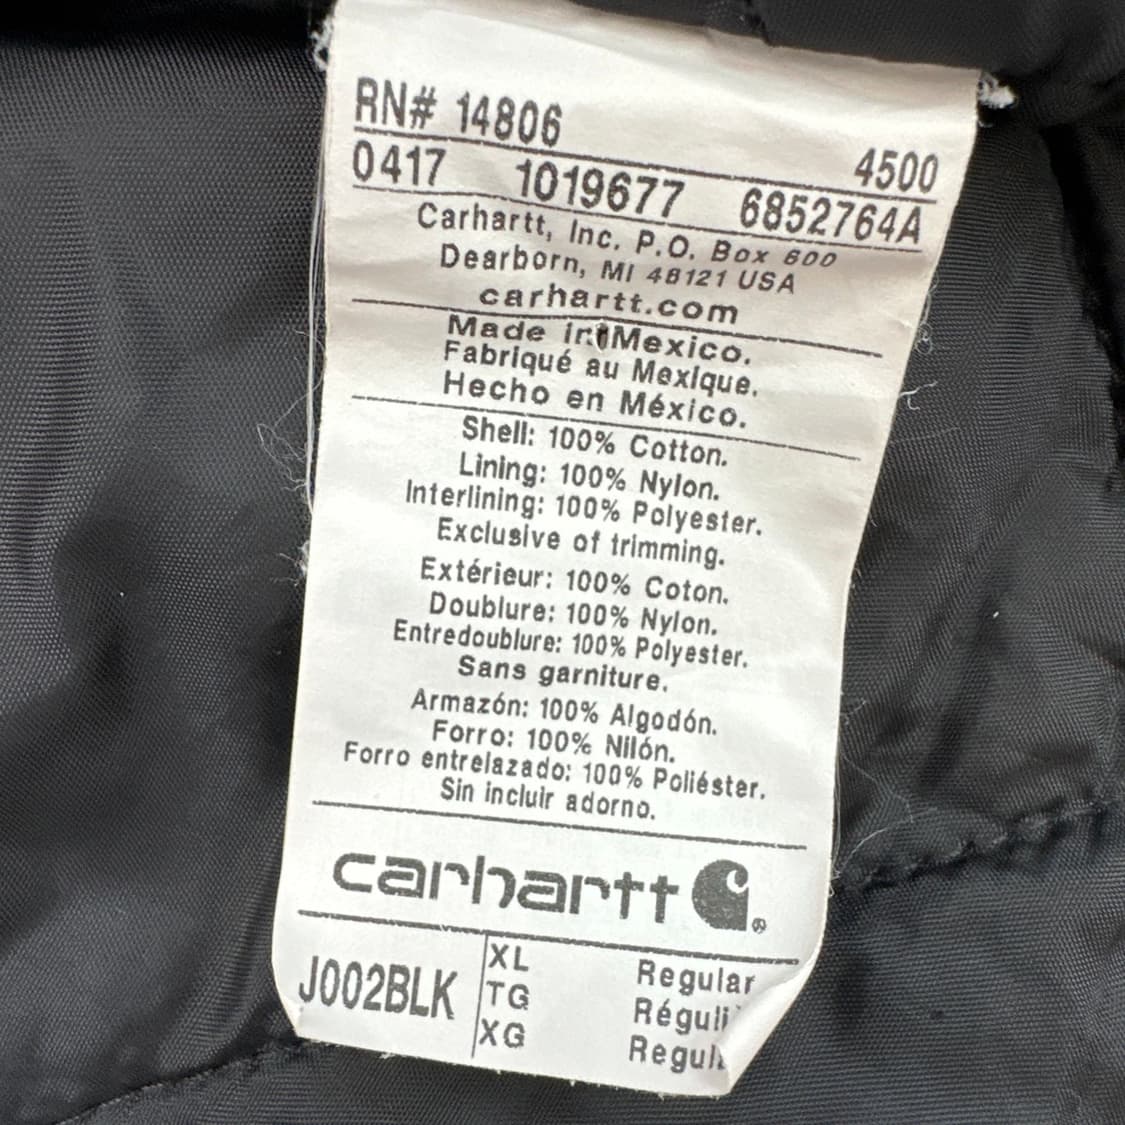 RN# 14806
4500
0417 1019677 6852764A
Carhartt, Inc. P.O. Box 600
Dearborn, MI 48121 USA
carhartt.com
Made in Mexico.
Fabriqué au Mexique.
Hecho en México.
Shell: 100% Cotton.
Lining: 100% Nylon.
Interlining: 100% Polyester.
Exclusive of trimming.
Extérieur: 100% Coton.
Doublure: 100% Nylon.
Entredoublure: 100% Polyester.
Sans garniture.
Armazón: 100% Algodón.
Forro: 100% Nilón.
Forro entrelazado: 100% Poliéster.
Sin incluir adorno.
carhartt ®
J002BLK
XL Regular
TG
XG